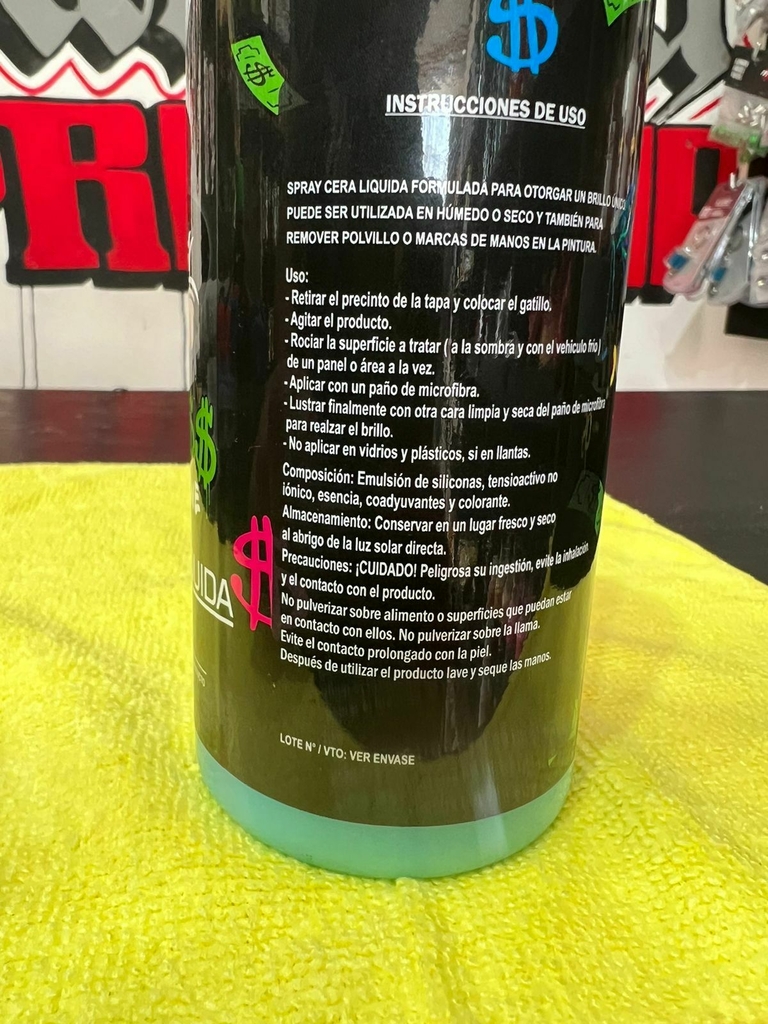 INSTRUCCIONES DE USO
SPRAY CERA LIQUIDA FORMULADA PARA OTORGAR UN BRILLO ÚNICO
PUEDE SER UTILIZADA EN HÚMEDO O SECO Y TAMBIÉN PARA
REMOVER POLVILLO O MARCAS DE MANOS EN LA PINTURA.
Uso:
- Retirar el precinto de la tapa y colocar el gatillo.
- Agitar el producto.
- Rociar la superficie a tratar ( a la sombra y con el vehiculo frio)
de un panel o área a la vez.
- Aplicar con un paño de microfibra.
- Lustrar finalmente con otra cara limpia y seca del paño de microfibra
para realzar el brillo.
- No aplicar en vidrios y plásticos, si en llantas.
Composición: Emulsión de siliconas, tensioactivo no
iónico, esencia, coadyuvantes y colorante.
Almacenamiento: Conservar en un lugar fresco y seco
al abrigo de la luz solar directa.
Precauciones: ¡CUIDADO! Peligrosa su ingestión, evite la inhalación
y el contacto con el producto.
No pulverizar sobre alimento o superficies que puedan estar
en contacto con ellos. No pulverizar sobre la llama.
Evite el contacto prolongado con la piel.
Después de utilizar el producto lave y seque las manos.
LOTE N° / VTO: VER ENVASE
UIDA